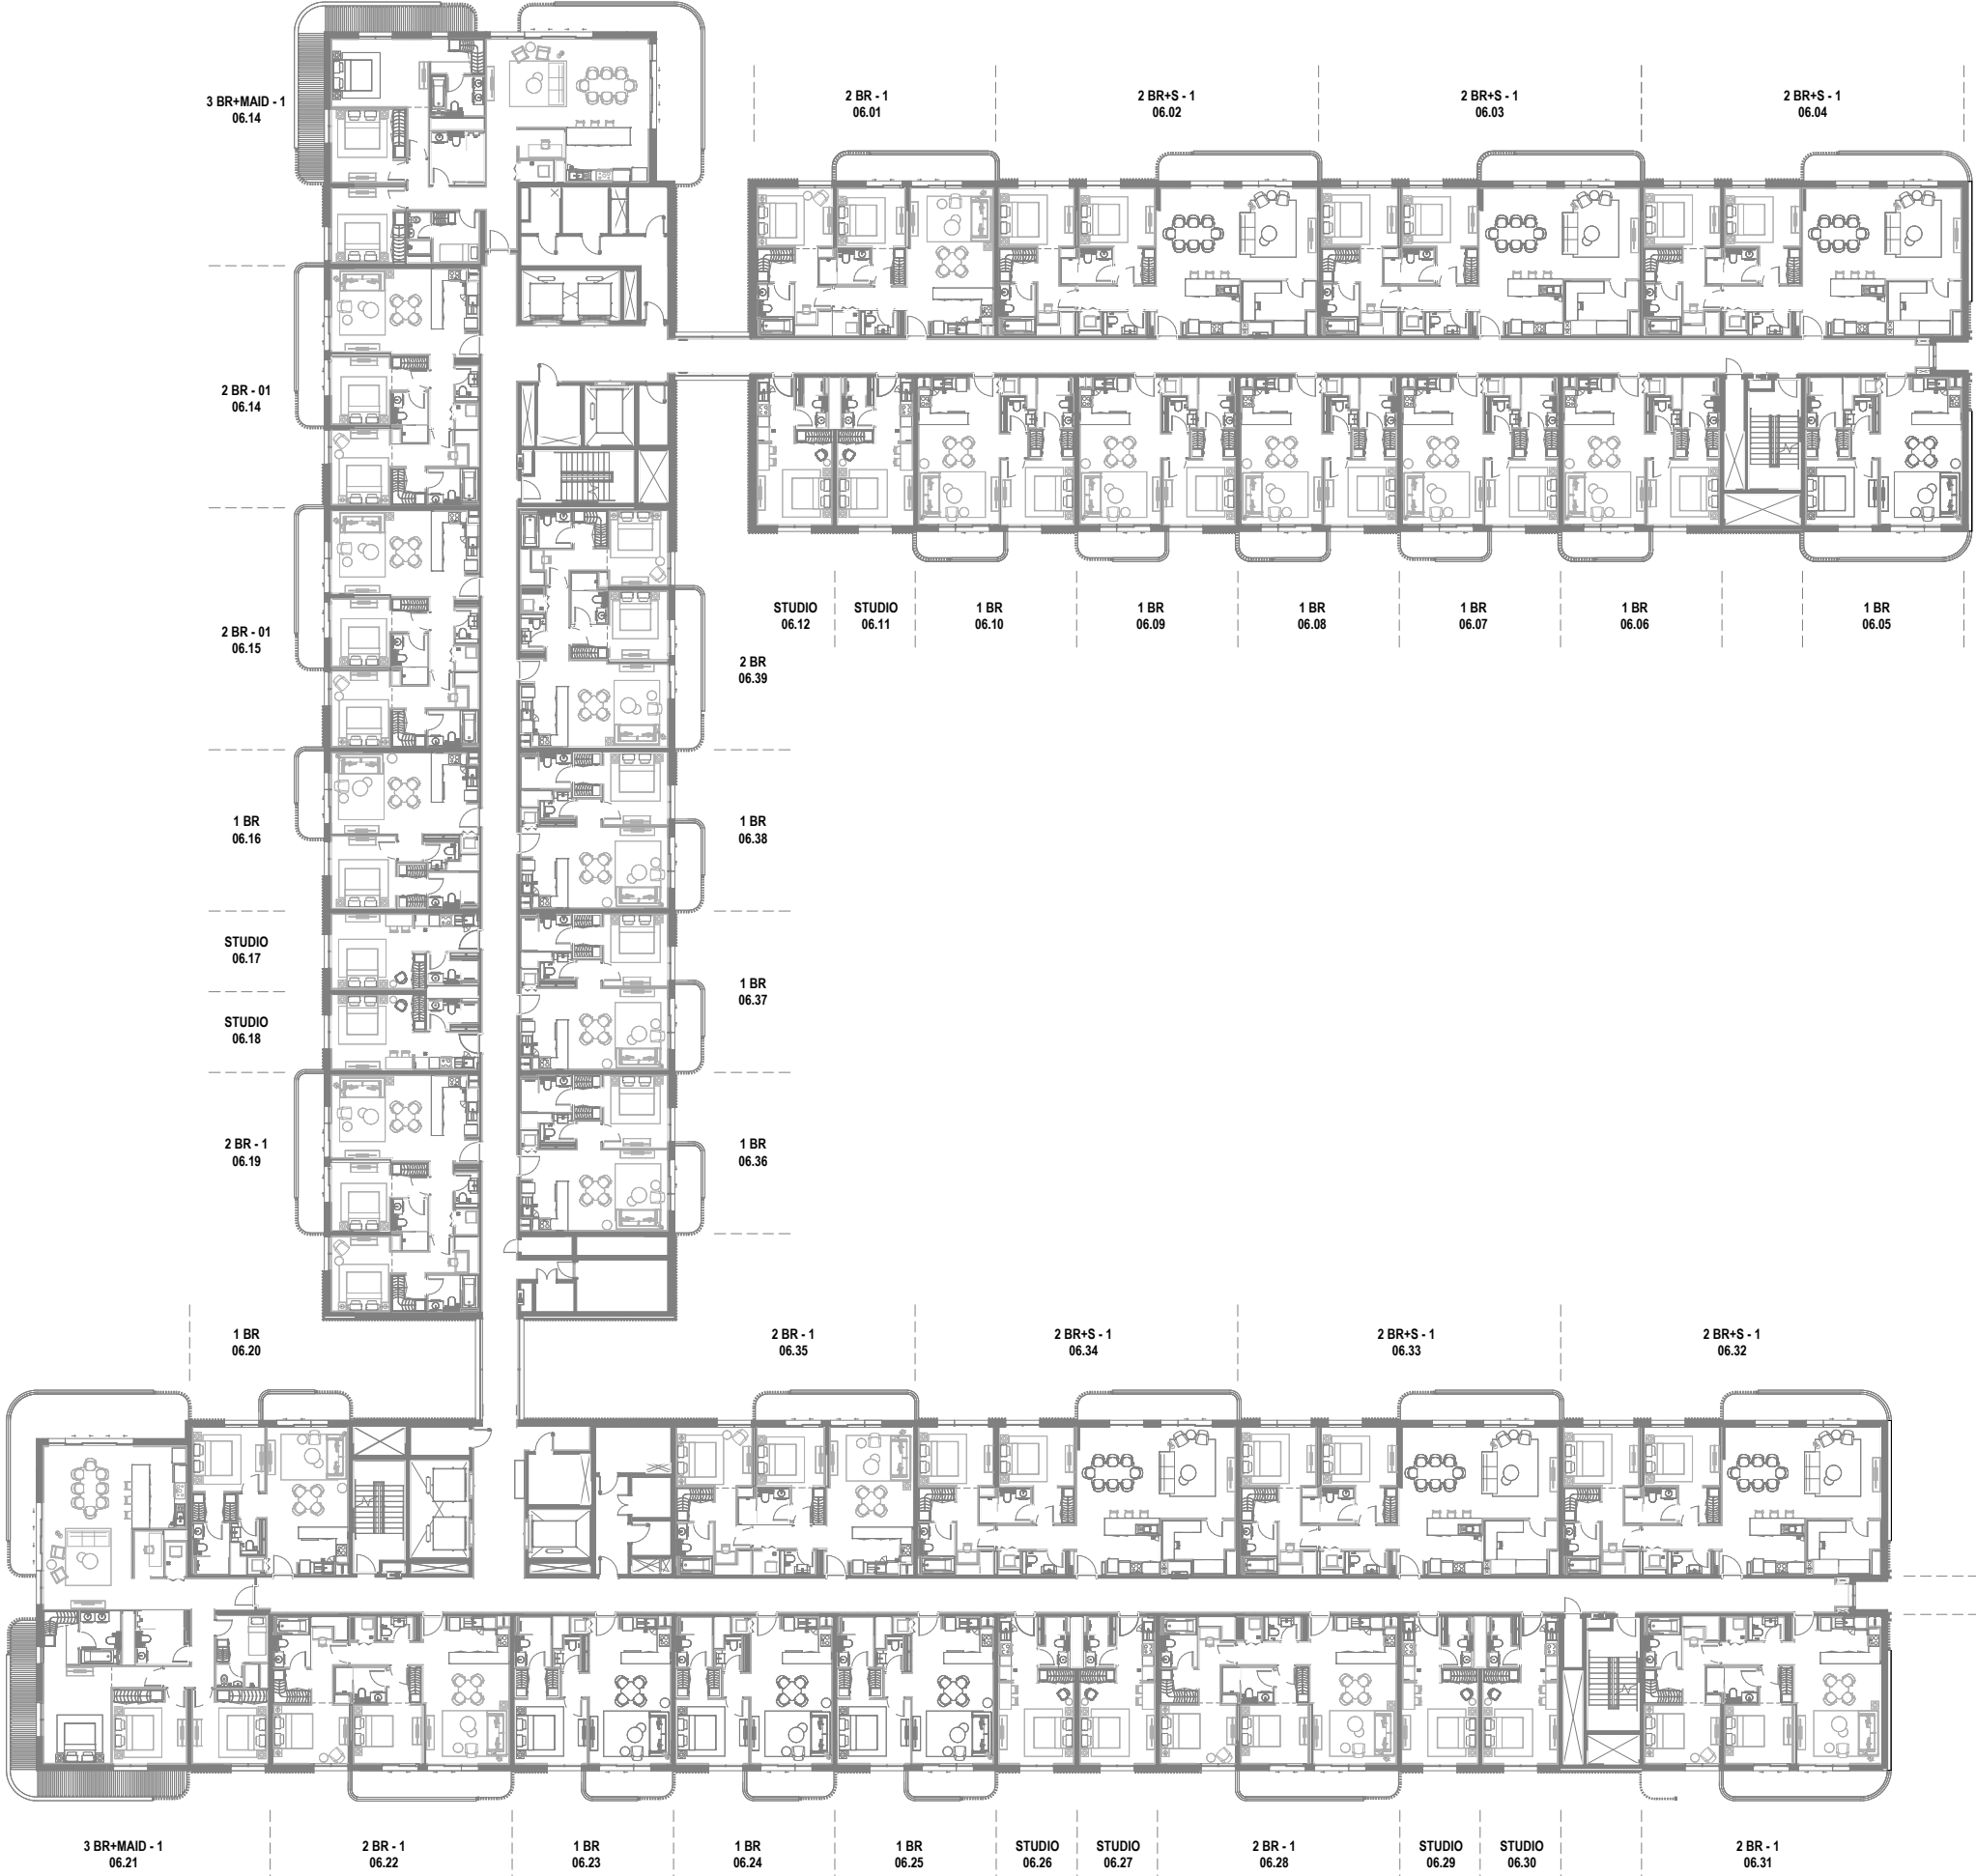 3 BR+MAID - 1
06.14
2 BR - 1
06.01
2 BR+S - 1
06.02
2 BR+S - 1
06.03
2 BR+S - 1
06.04
2 BR - 01
06.14
STUDIO
06.12
STUDIO
06.11
1 BR
06.10
1 BR
06.09
1 BR
06.08
1 BR
06.07
1 BR
06.06
1 BR
06.05
2 BR - 01
06.15
2 BR
06.39
1 BR
06.16
1 BR
06.38
STUDIO
06.17
1 BR
06.37
STUDIO
06.18
2 BR - 1
06.19
1 BR
06.36
1 BR
06.20
2 BR - 1
06.35
2 BR+S - 1
06.34
2 BR+S - 1
06.33
2 BR+S - 1
06.32
3 BR+MAID - 1
06.21
2 BR - 1
06.22
1 BR
06.23
1 BR
06.24
1 BR
06.25
STUDIO
06.26
STUDIO
06.27
2 BR - 1
06.28
STUDIO
06.29
STUDIO
06.30
2 BR - 1
06.31